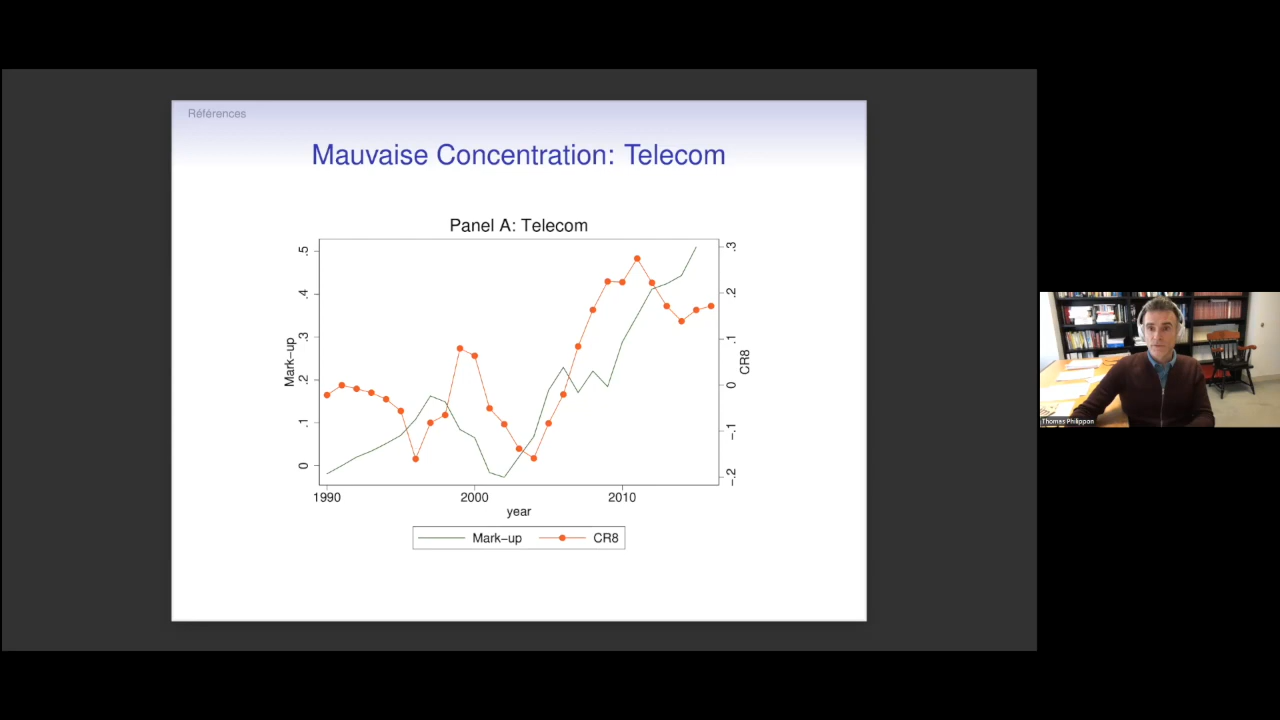 Références
Mauvaise Concentration: Telecom
Panel A: Telecom
Mark-up
.5
.4
.3
.2
.1
0
.3
.2
.1
0
-.1
-.2
CR8
1990 2000 2010
year
Mark-up CR8
Thomas Philippon